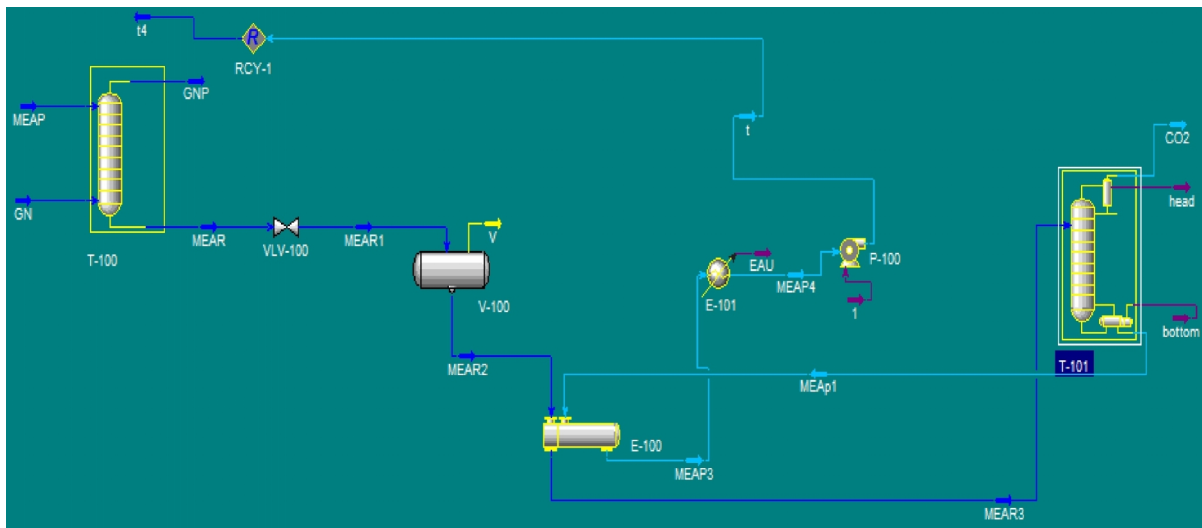 t4
R
RCY-1
GNP
MEAP
GN
T-100
MEAR
VLV-100
MEAR1
V
V-100
MEAR2
t
EAU
E-101
MEAP4
P-100
1
CO2
head
bottom
T-101
MEAp1
E-100
MEAP3
MEAR3